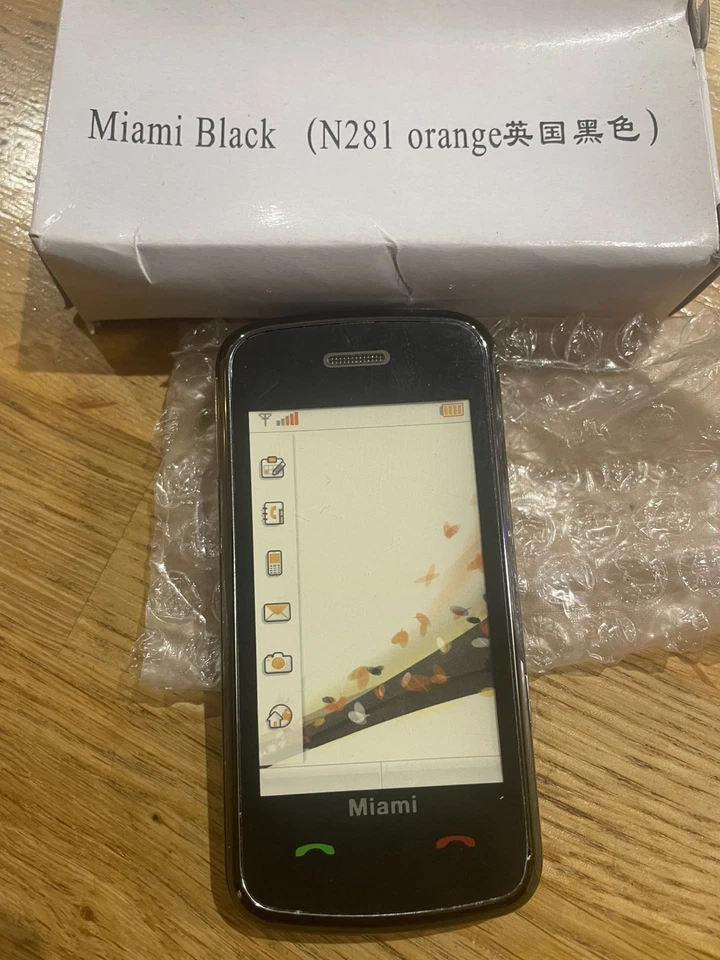 Miami Black （N281 orange英国黑色）
Miami